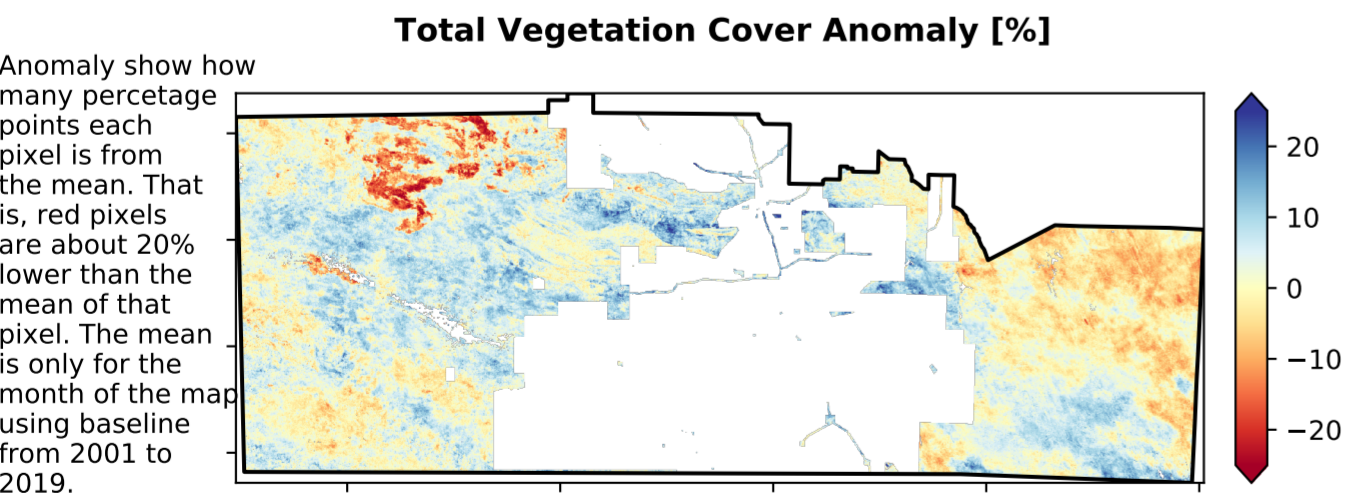 Total Vegetation Cover Anomaly [%]
Anomaly show how
many percetage
points each
pixel is from
the mean. That
is, red pixels
are about 20%
lower than the
mean of that
pixel. The mean
is only for the
month of the map
using baseline
from 2001 to
2019.
20
10
0
−10
−20